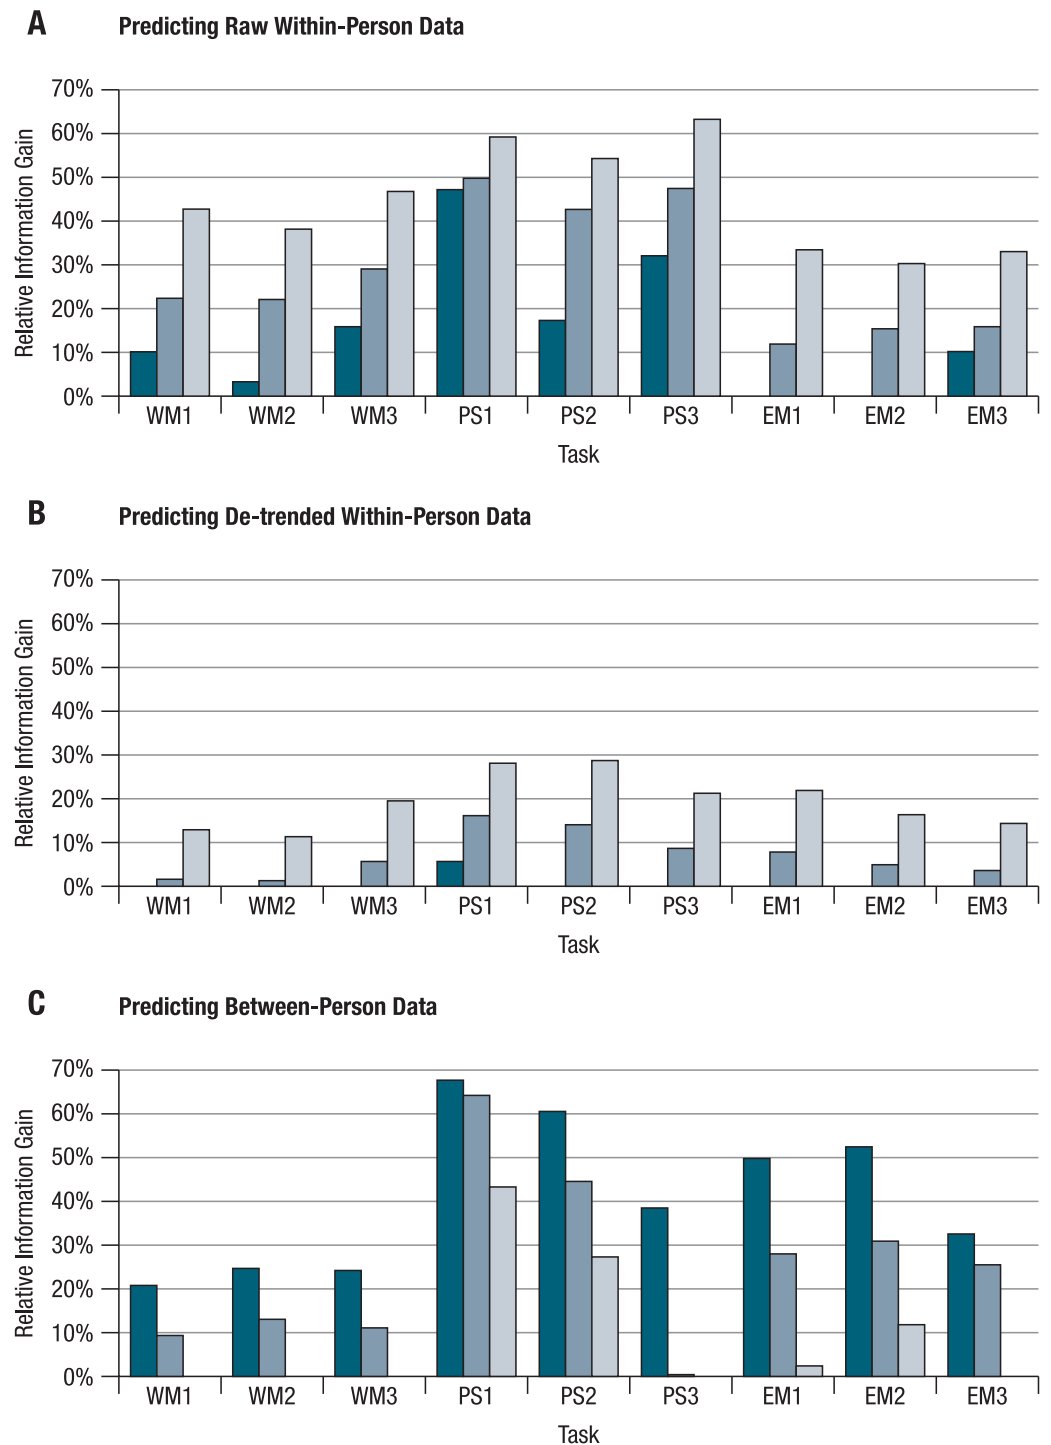 A Predicting Raw Within-Person Data
70%
60%
50%
40%
30%
20%
10%
0%
Relative Information Gain
WM1 WM2 WM3 PS1 PS2 PS3 EM1 EM2 EM3
Task
B Predicting De-trended Within-Person Data
70%
60%
50%
40%
30%
20%
10%
0%
Relative Information Gain
WM1 WM2 WM3 PS1 PS2 PS3 EM1 EM2 EM3
Task
C Predicting Between-Person Data
70%
60%
50%
40%
30%
20%
10%
0%
Relative Information Gain
WM1 WM2 WM3 PS1 PS2 PS3 EM1 EM2 EM3
Task